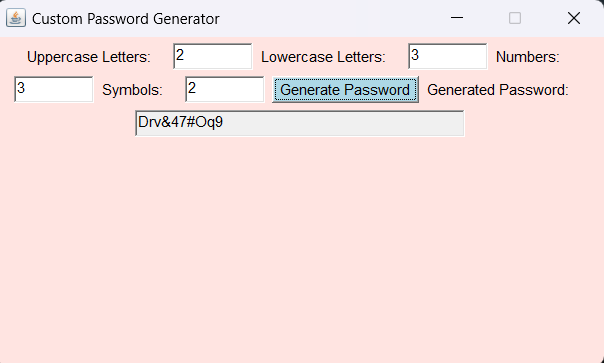 Custom Password Generator
Uppercase Letters: 2 Lowercase Letters: 3 Numbers:
3 Symbols: 2 Generate Password Generated Password:
Drv&47#Oq9